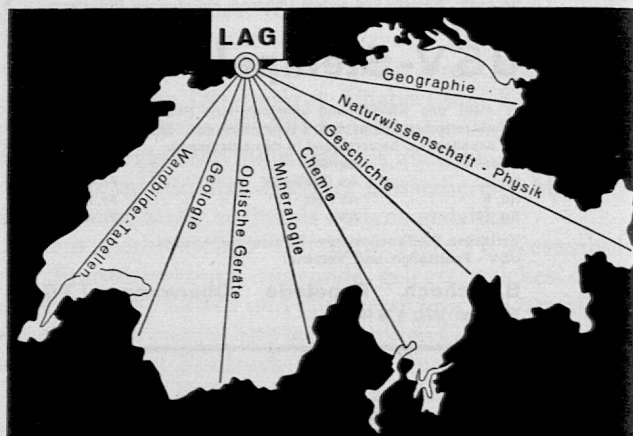 LAG
Geographie
Naturwissenschaft - Physik
Geschichte
Chemie
Mineralogie
Optische Geräte
Geologie
Wandbilder-Tabellen